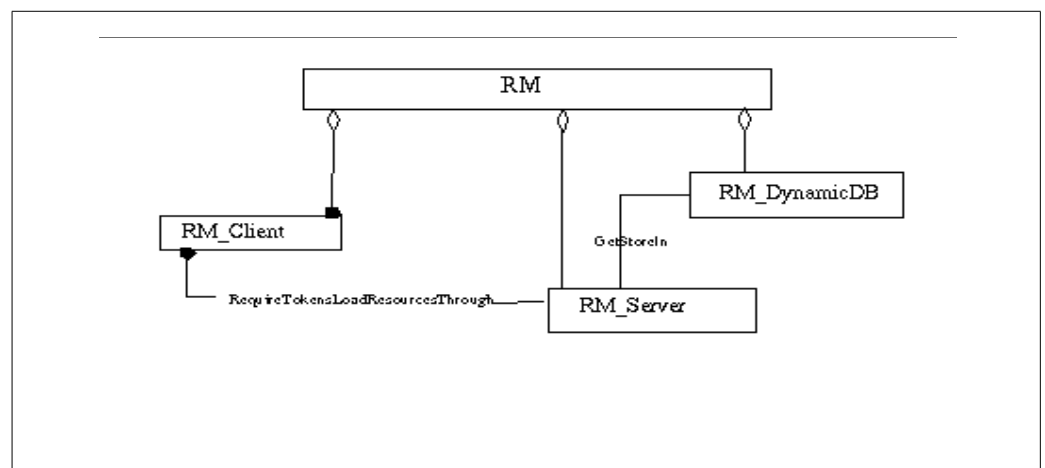 RM
RM_DynamicDB
RM_Client
GetStoreIn
RequireTokensLoadResourcesThrough
RM_Server